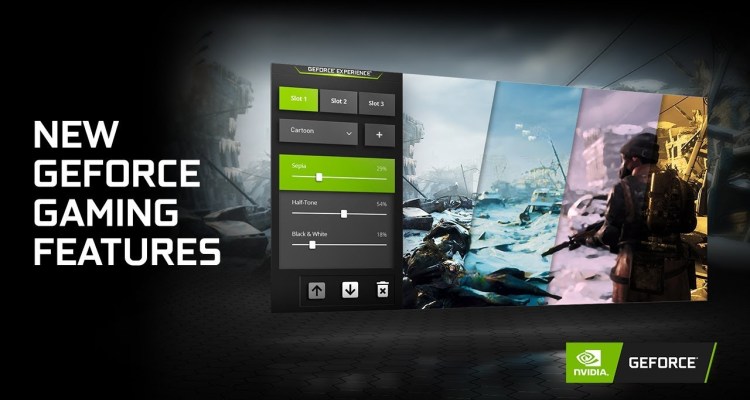 NEW
GEFORCE
GAMING
FEATURES
GEFORCE EXPERIENCE
Slot 1 Slot 2 Slot 3
Cartoon +
Sepia 29%
Half-Tone 54%
Black & White 18%
NVIDIA. GEFORCE